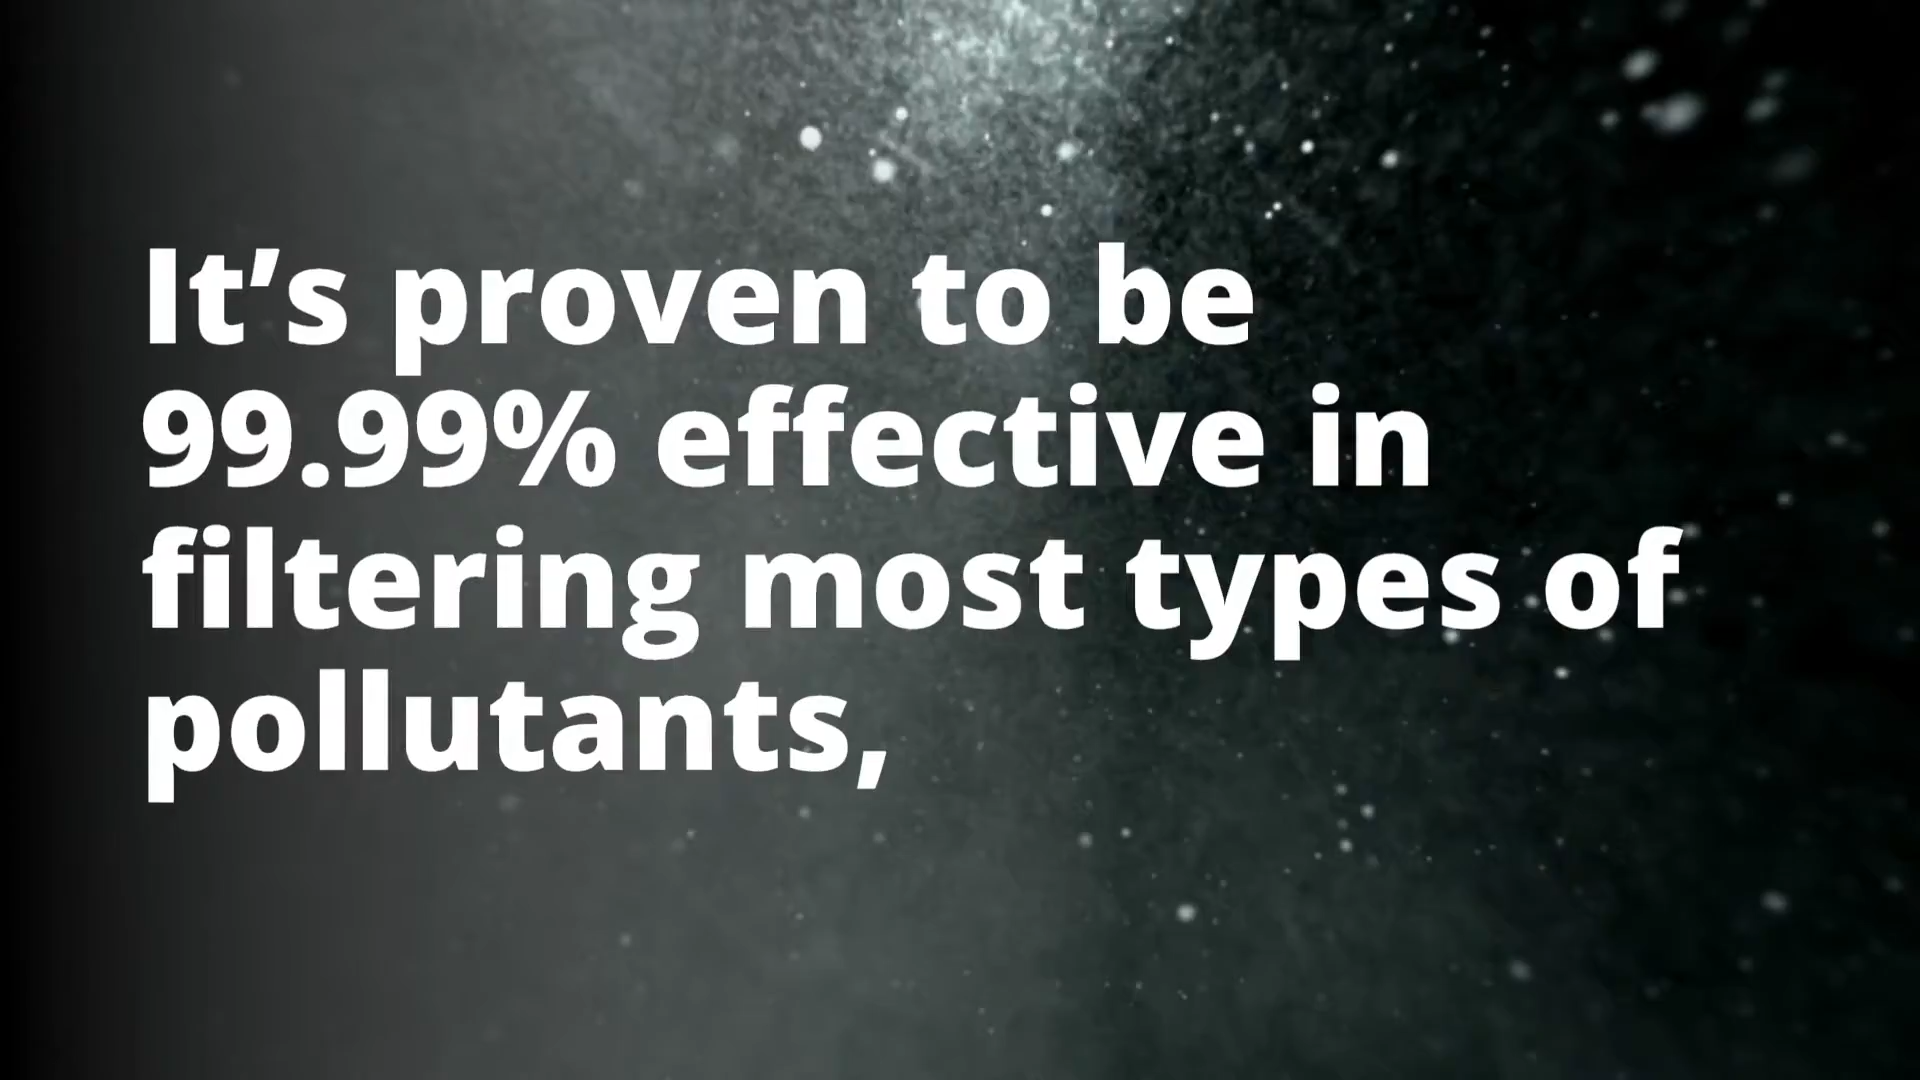 It’s proven to be
99.99% effective in
filtering most types of
pollutants,